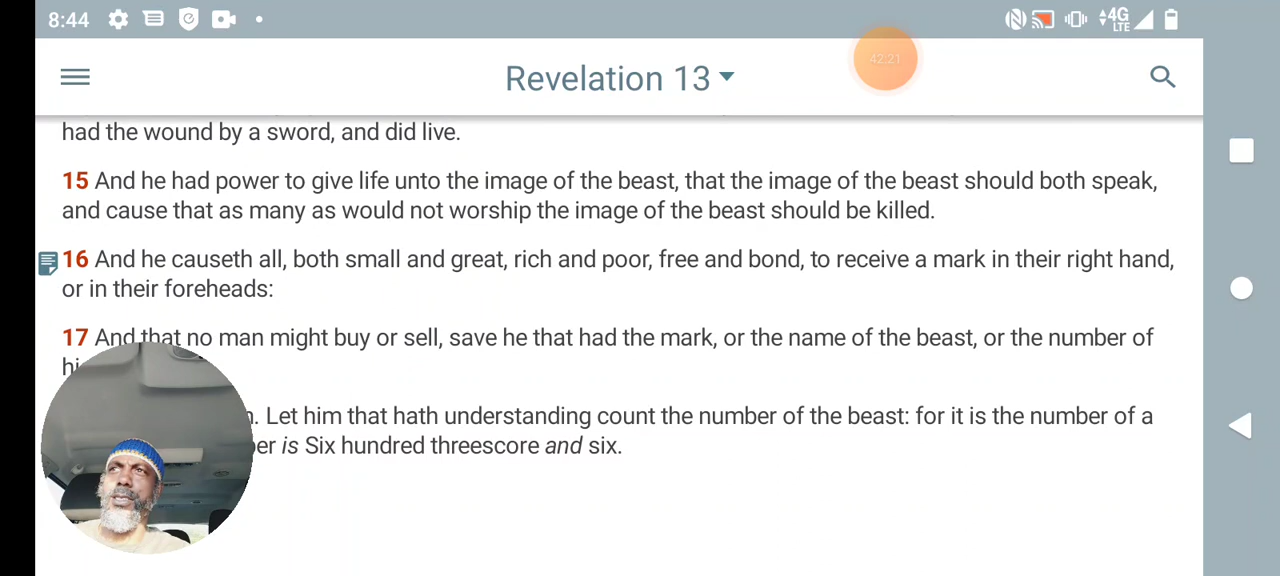 8:44
4G
LTE
42:21
Revelation 13
had the wound by a sword, and did live.
15 And he had power to give life unto the image of the beast, that the image of the beast should both speak,
and cause that as many as would not worship the image of the beast should be killed.
16 And he causeth all, both small and great, rich and poor, free and bond, to receive a mark in their right hand,
or in their foreheads:
17 And that no man might buy or sell, save he that had the mark, or the name of the beast, or the number of
Let him that hath understanding count the number of the beast: for it is the number of a
is Six hundred threescore and six.